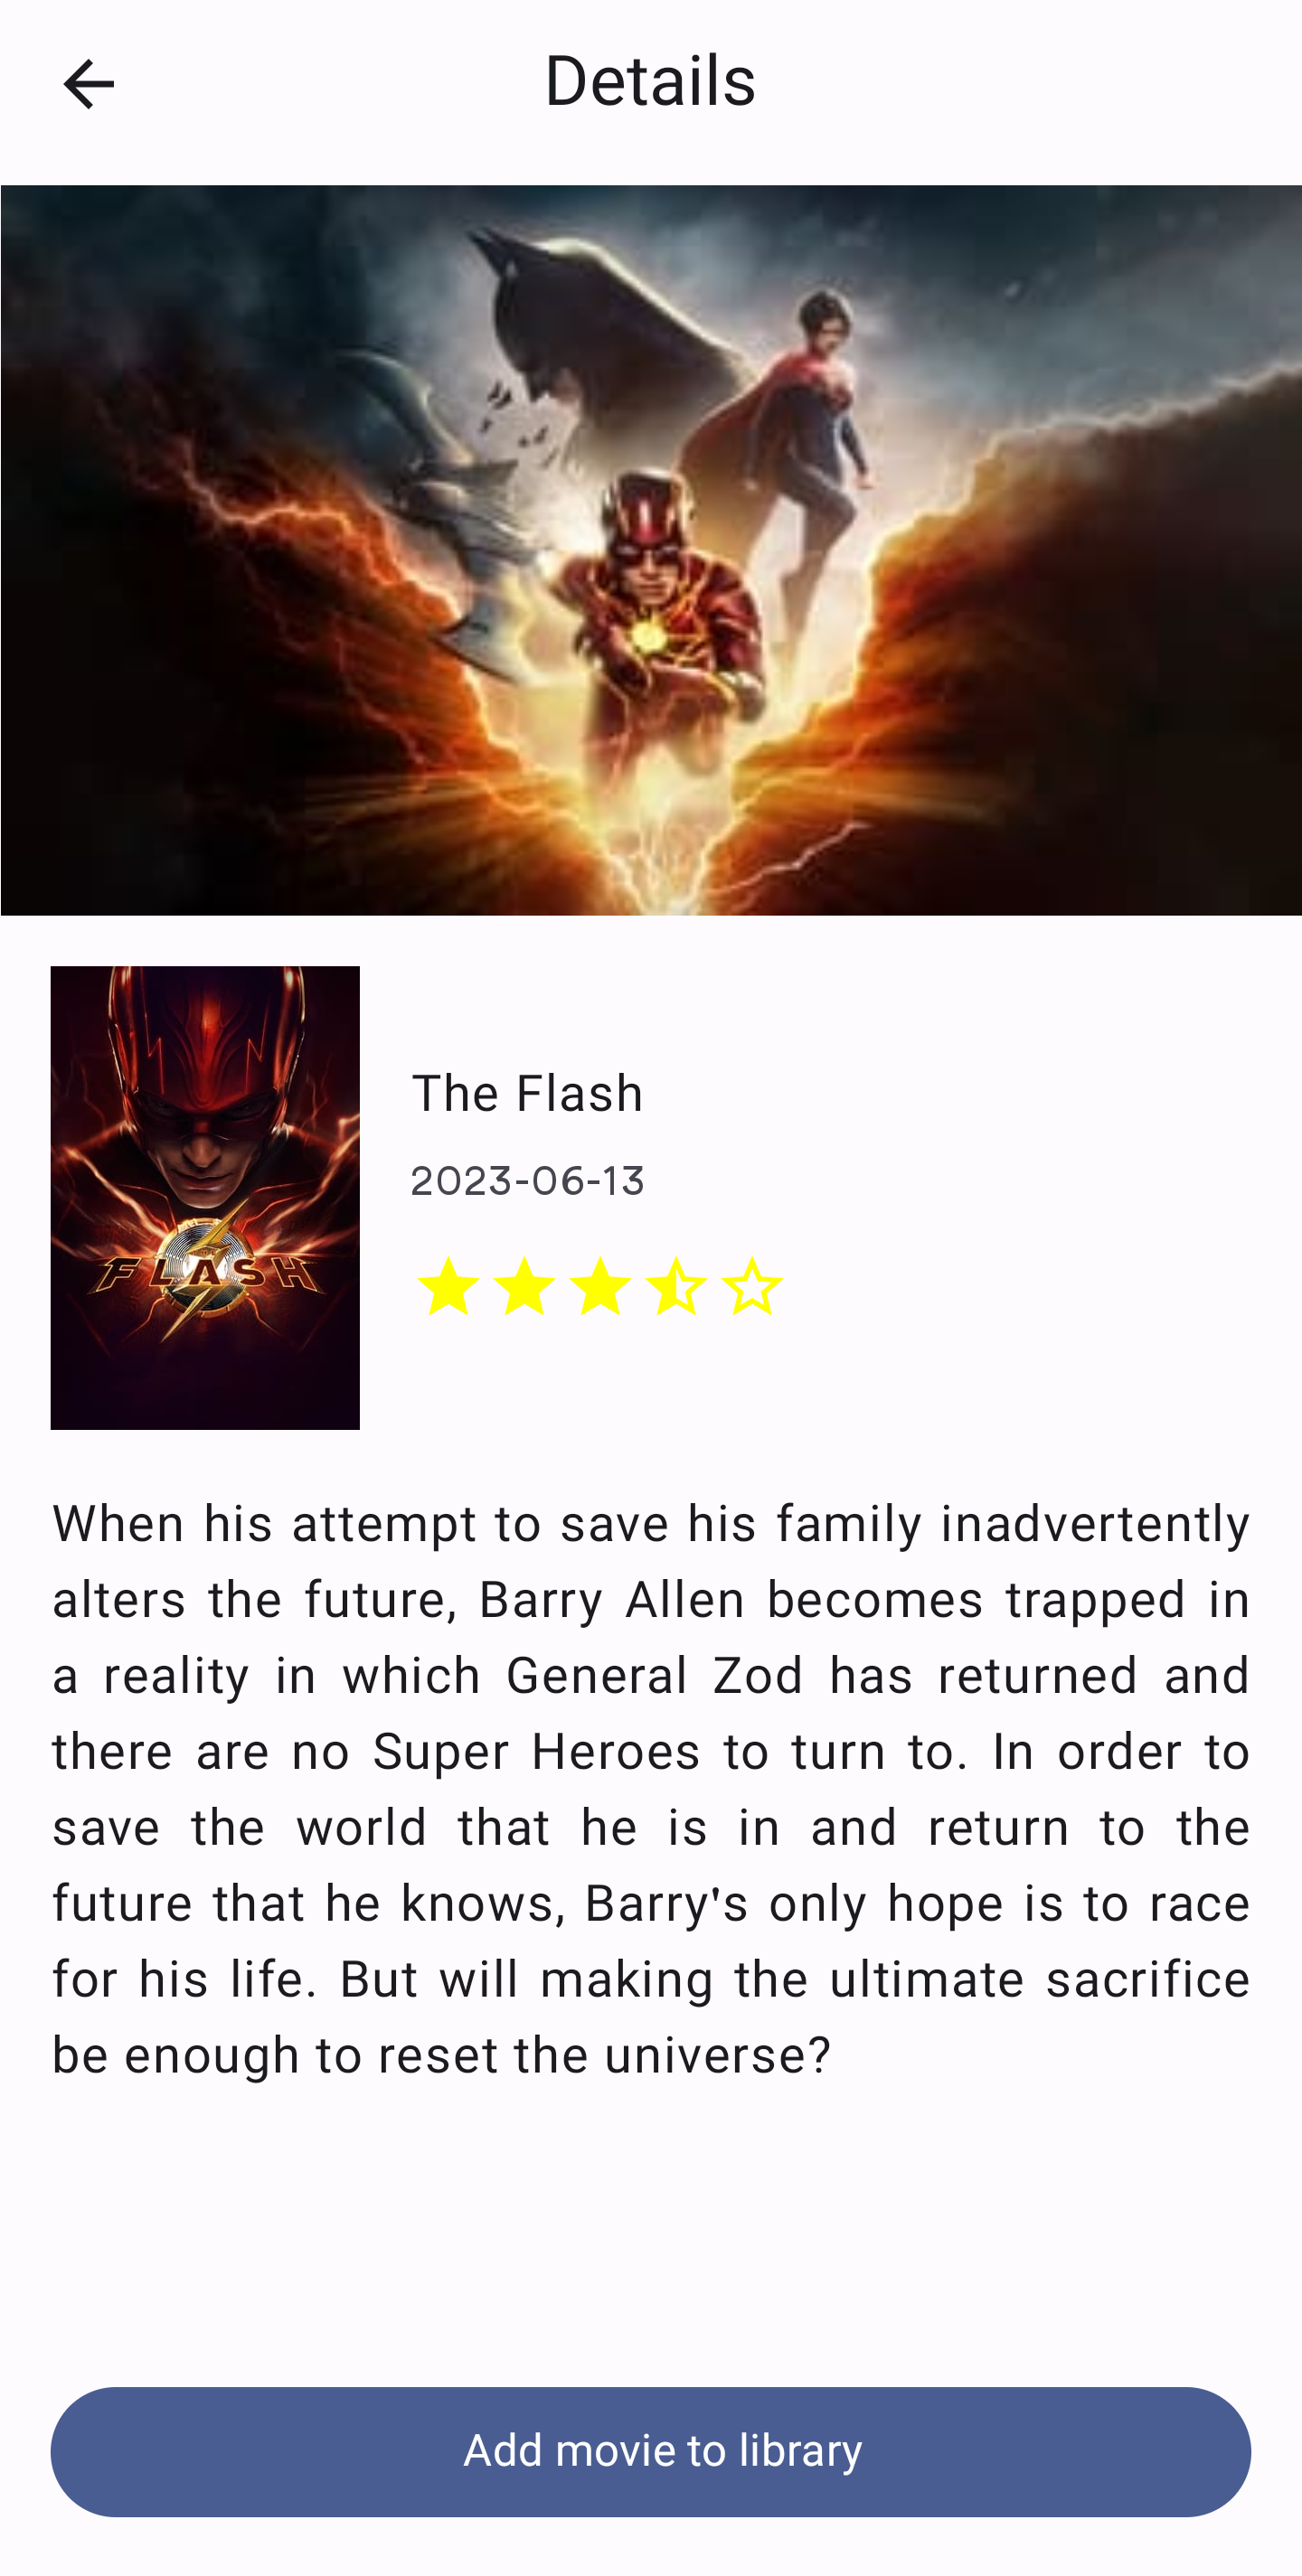 Details
FLASH
The Flash
2023-06-13
When his attempt to save his family inadvertently
alters the future, Barry Allen becomes trapped in
a reality in which General Zod has returned and
there are no Super Heroes to turn to. In order to
save the world that he is in and return to the
future that he knows, Barry's only hope is to race
for his life. But will making the ultimate sacrifice
be enough to reset the universe?
Add movie to library